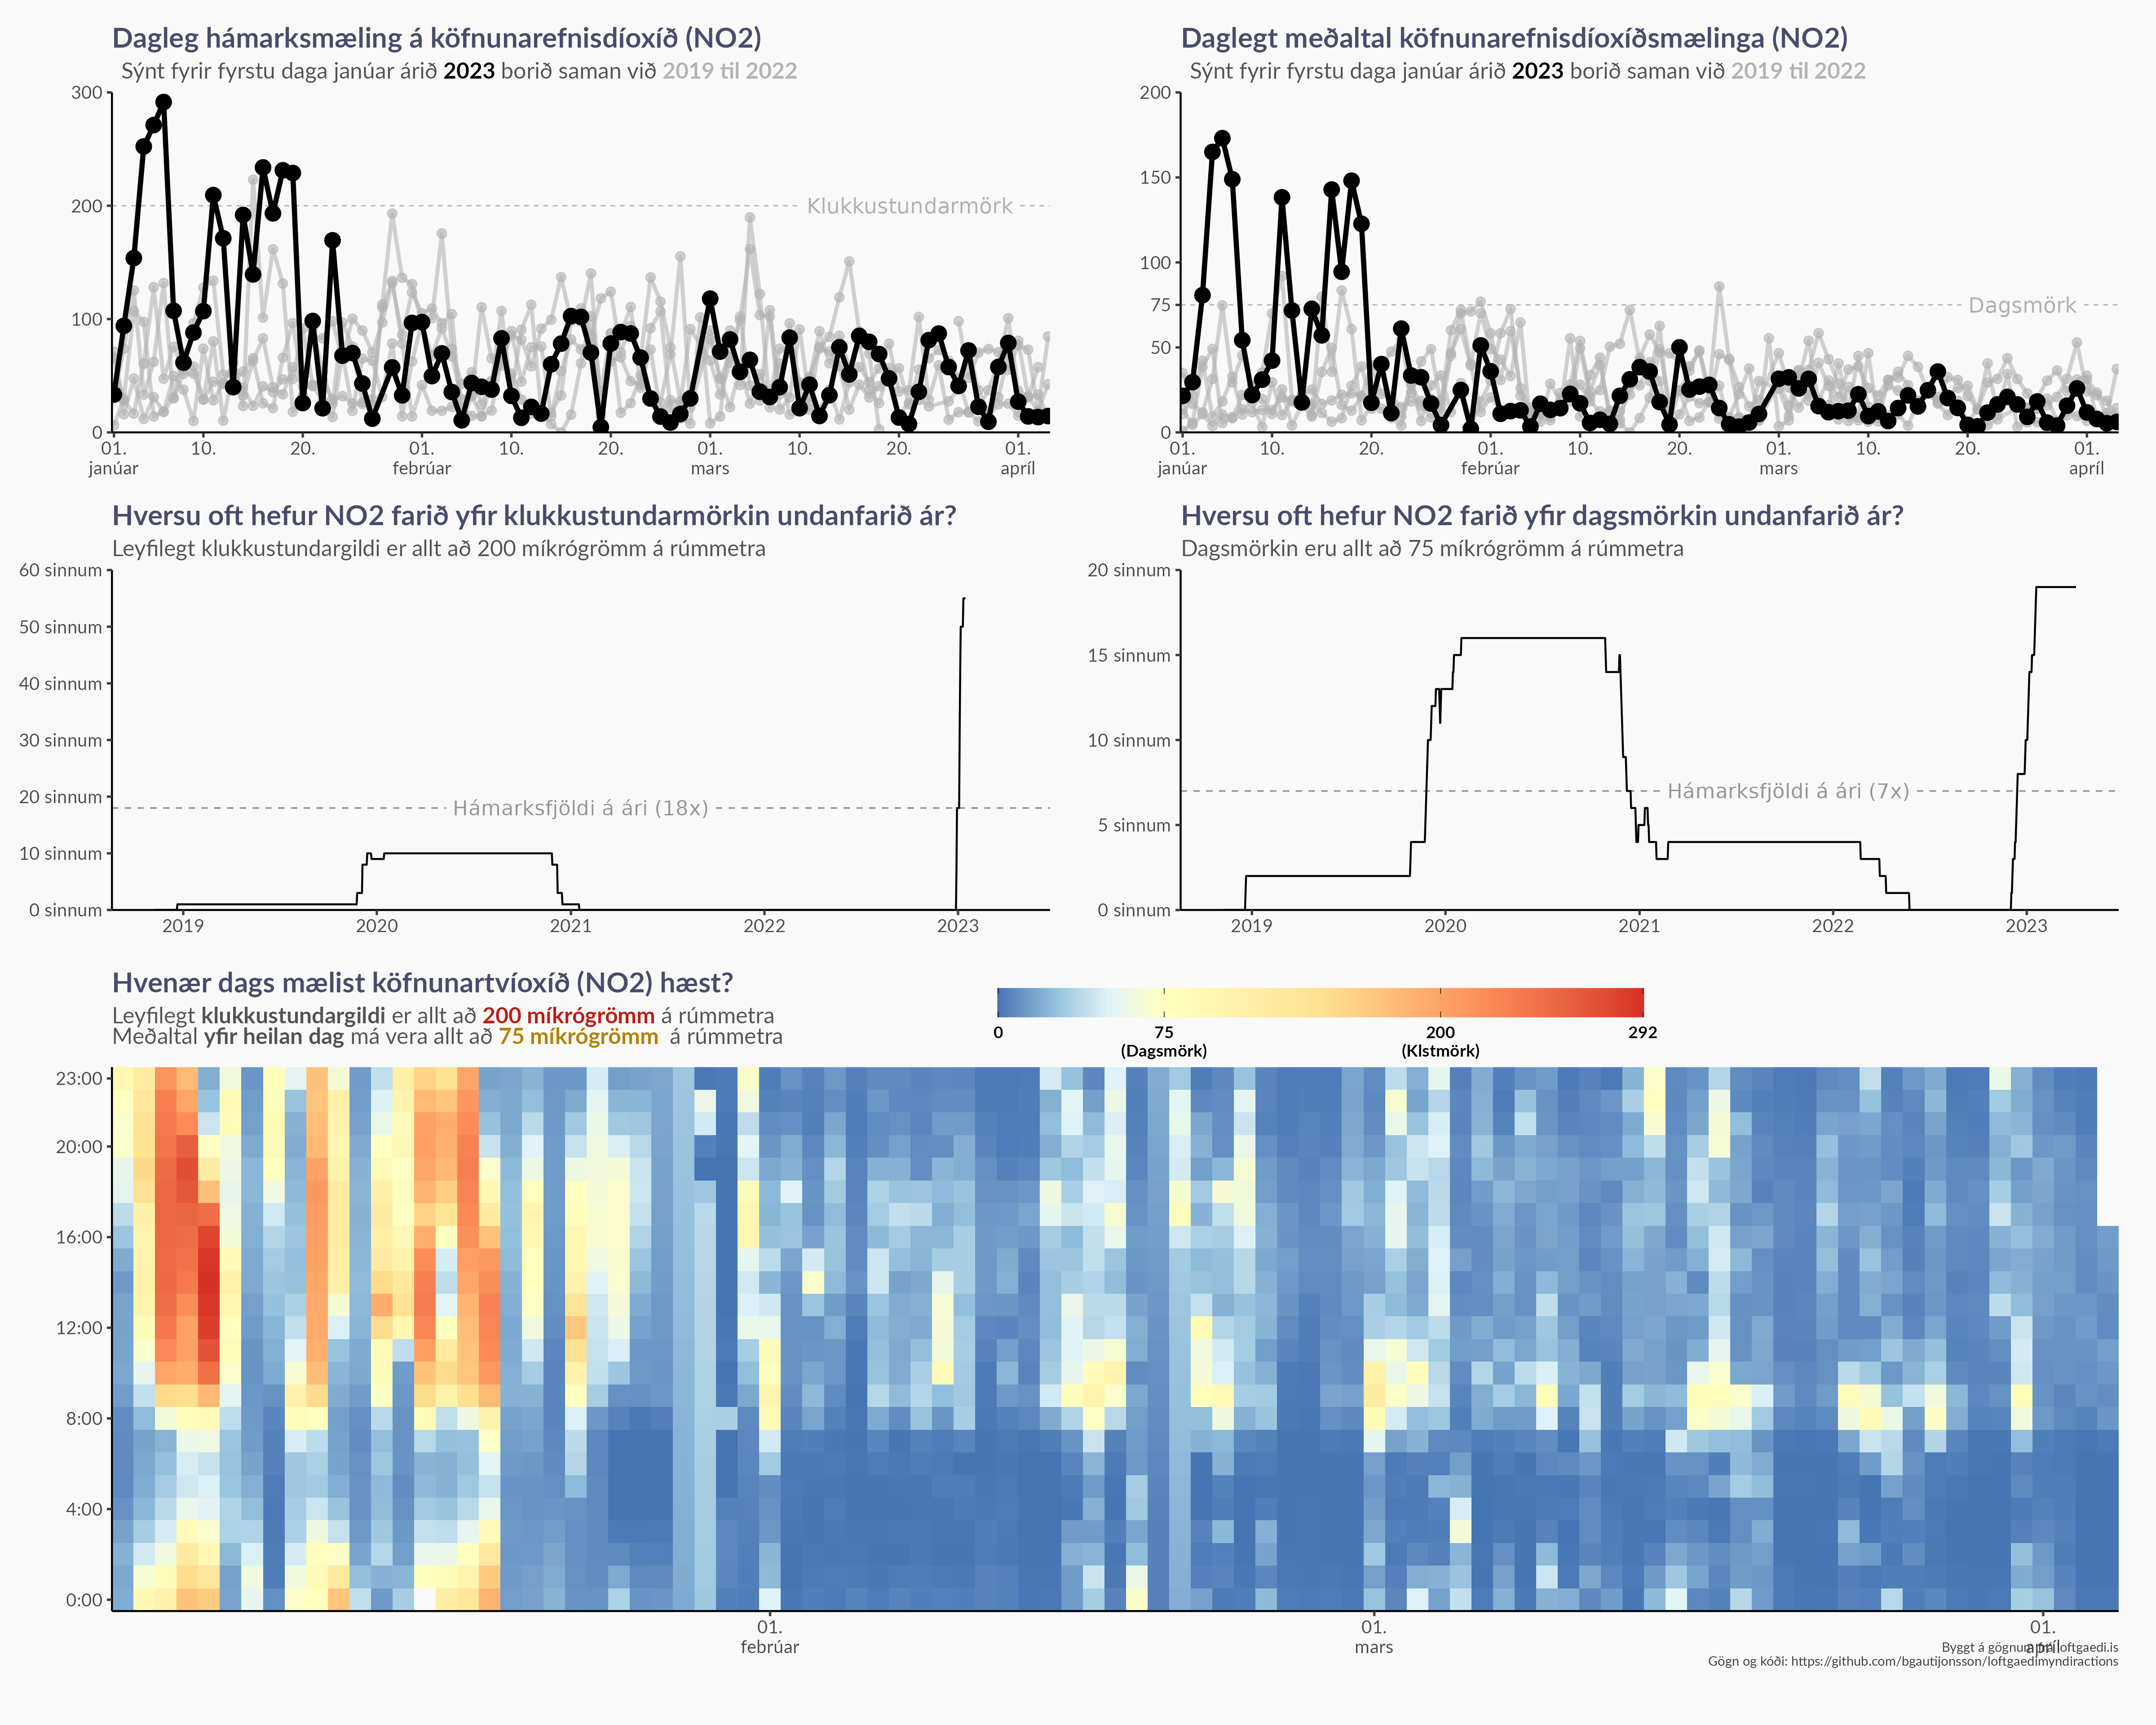 Dagleg hámarksmæling á köfnunarefnisdíoxíð (NO2)
Sýnt fyrir fyrstu daga janúar árið 2023 borið saman við 2019 til 2022
300
200
100
0
Klukkustundarmörk
01. 10. 20. 01. 10. 20. 01. 10. 20. 01.
janúar febrúar mars apríl
Daglegt meðaltal köfnunarefnisdíoxíðsmælinga (NO2)
Sýnt fyrir fyrstu daga janúar árið 2023 borið saman við 2019 til 2022
200
150
100
75
50
0
Dagsmörk
01. 10. 20. 01. 10. 20. 01. 10. 20. 01.
janúar febrúar mars apríl
Hversu oft hefur NO2 farið yfir klukkustundarmörkin undanfarið ár?
Leyfilegt klukkustundargildi er allt að 200 míkrógrömm á rúmmetra
60 sinnum
50 sinnum
40 sinnum
30 sinnum
20 sinnum
10 sinnum
0 sinnum
Hámarksfjöldi á ári (18x)
2019 2020 2021 2022 2023
Hversu oft hefur NO2 farið yfir dagsmörkin undanfarið ár?
Dagsmörkin eru allt að 75 míkrógrömm á rúmmetra
20 sinnum
15 sinnum
10 sinnum
5 sinnum
0 sinnum
Hámarksfjöldi á ári (7x)
2019 2020 2021 2022 2023
Hvenær dags mælist köfnunartvíoxíð (NO2) hæst?
Leyfilegt klukkustundargildi er allt að 200 míkrógrömm á rúmmetra
Meðaltal yfir heilan dag má vera allt að 75 míkrógrömm á rúmmetra
0 75 200 292
(Dagsmörk) (Klstmörk)
23:00
20:00
16:00
12:00
8:00
4:00
0:00
01. 01. 01.
febrúar mars apríl
Byggt á gögnum frá loftgaedi.is
Gögn og kóði: https://github.com/bgautijonsson/loftgaedimyndiractions